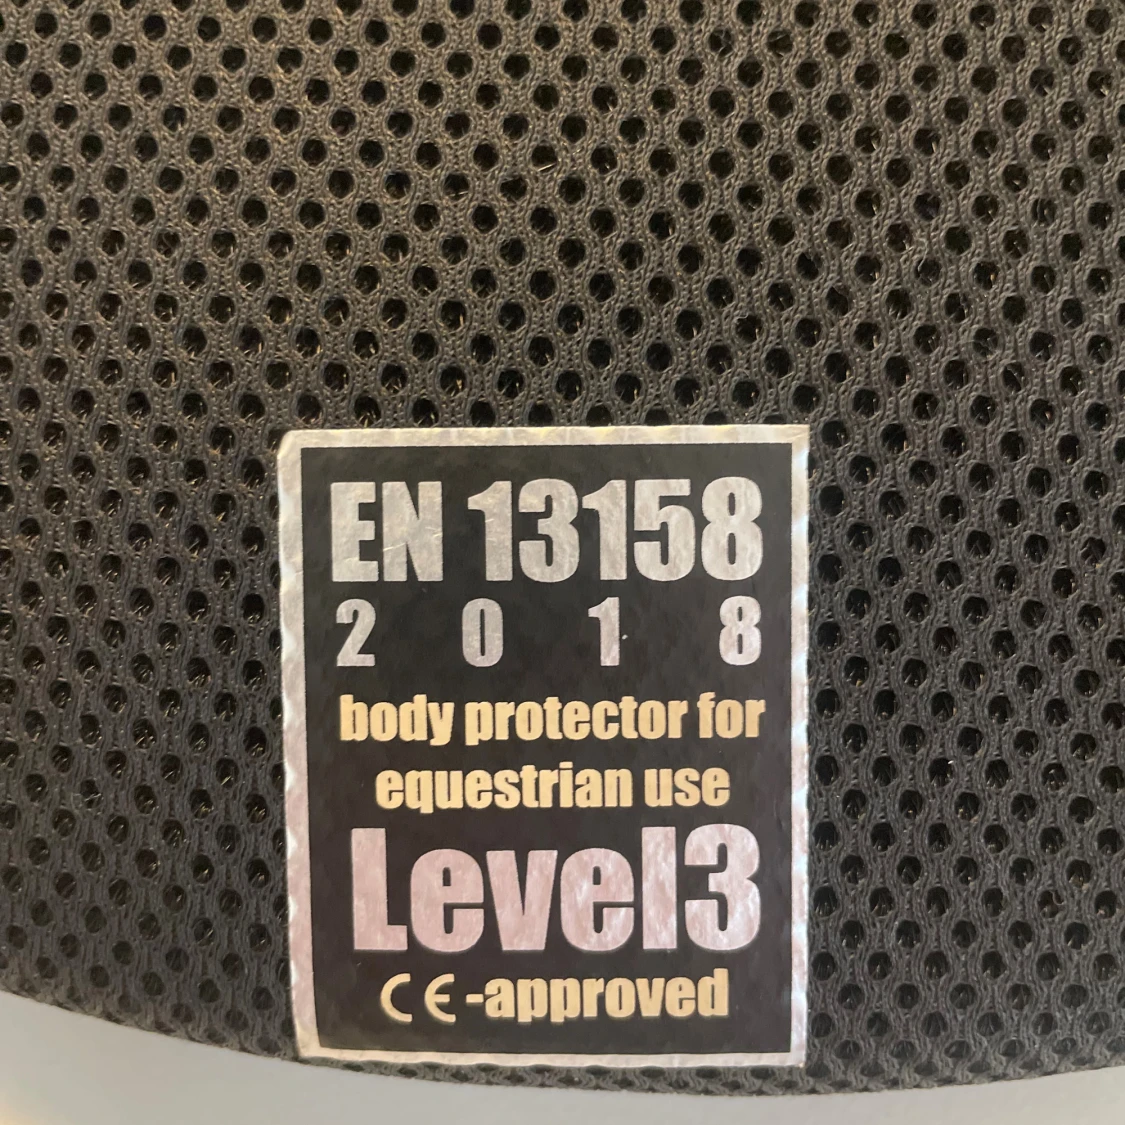 EN 13158
2 0 1 8
body protector for
equestrian use
Level3
CE-approved